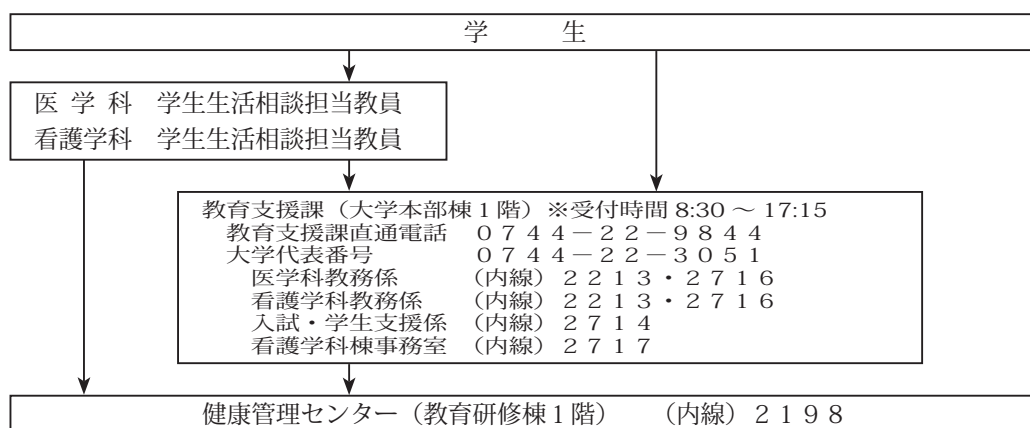 学　　　生
医 学 科　学生生活相談担当教員
看護学科　学生生活相談担当教員
教育支援課（大学本部棟１階）※受付時間 8:30 ～ 17:15
教育支援課直通電話　０７４４－２２－９８４４
大学代表番号　０７４４－２２－３０５１
医学科教務係　（内線）２２１３・２７１６
看護学科教務係　（内線）２２１３・２７１６
入試・学生支援係　（内線）２７１４
看護学科棟事務室　（内線）２７１７
健康管理センター（教育研修棟１階）　（内線）２１９８